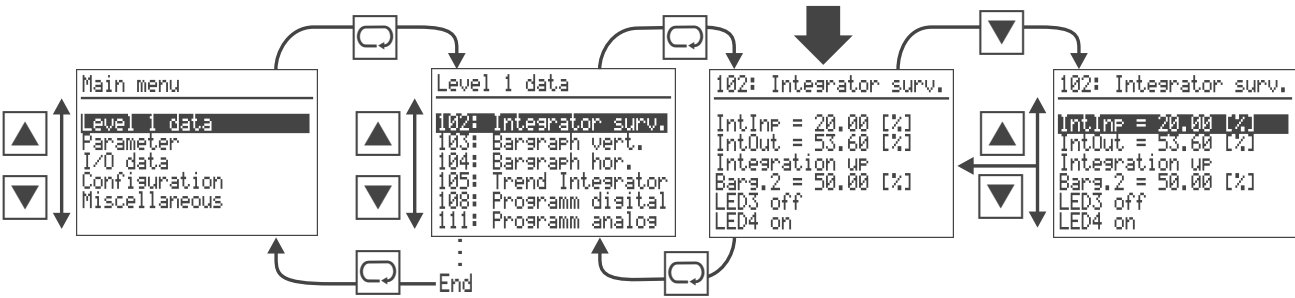 Main menu
Level 1 data
Parameter
I/O data
Configuration
Miscellaneous
Level 1 data
102: Integrator surv.
103: Bargraph vert.
104: Bargraph hor.
105: Trend Integrator
108: Programm digital
111: Programm analog
End
102: Integrator surv.
IntInp = 20.00 [%]
IntOut = 53.60 [%]
Integration up
Barg.2 = 50.00 [%]
LED3 off
LED4 on
102: Integrator surv.
IntInp = 20.00 [%]
IntOut = 53.60 [%]
Integration up
Barg.2 = 50.00 [%]
LED3 off
LED4 on